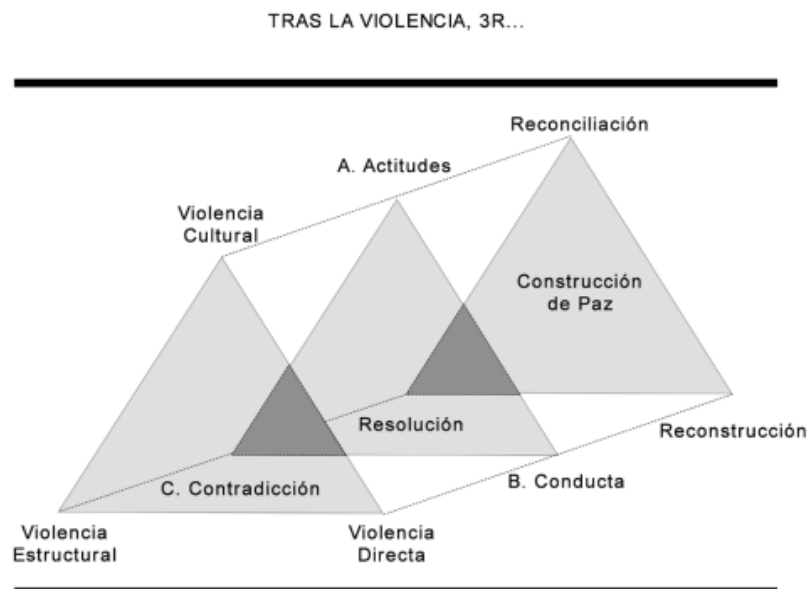 TRAS LA VIOLENCIA, 3R...
Reconciliación
A. Actitudes
Violencia
Cultural
Construcción
de Paz
Resolución
Reconstrucción
B. Conducta
C. Contradicción
Violencia
Estructural
Violencia
Directa